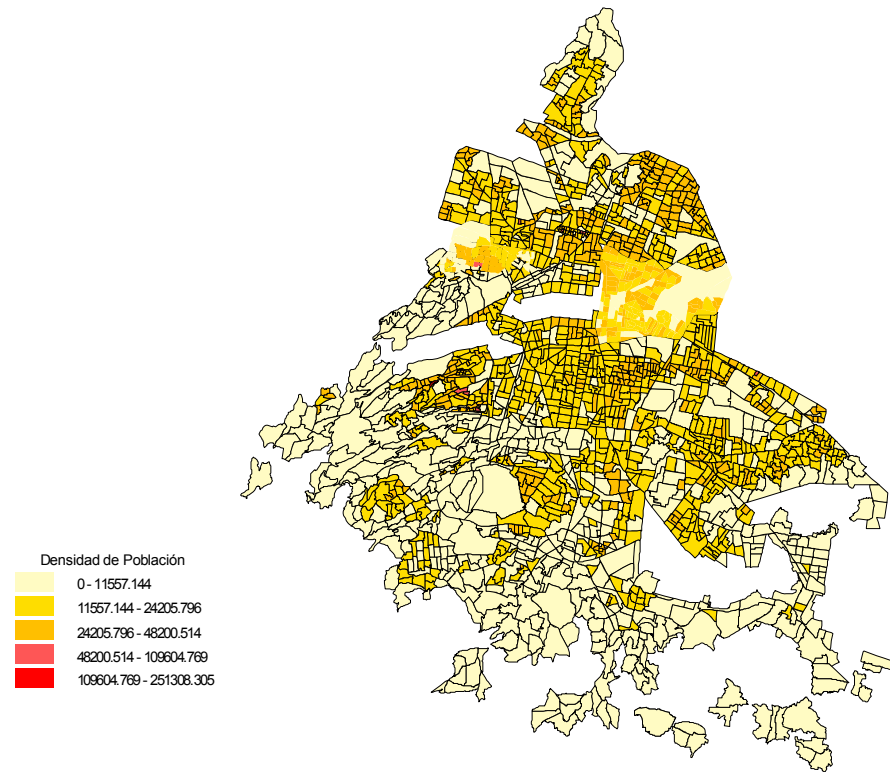 Densidad de Población
0 - 11557.144
11557.144 - 24205.796
24205.796 - 48200.514
48200.514 - 109604.769
109604.769 - 251308.305